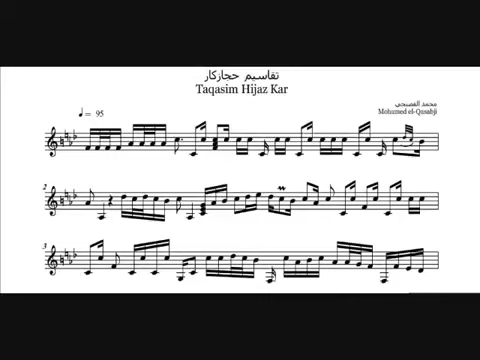 تقاسيم حجازكار
Taqasim Hijaz Kar
محمد القصبجي
Mohamed el-Qasabji
= 95
2
3